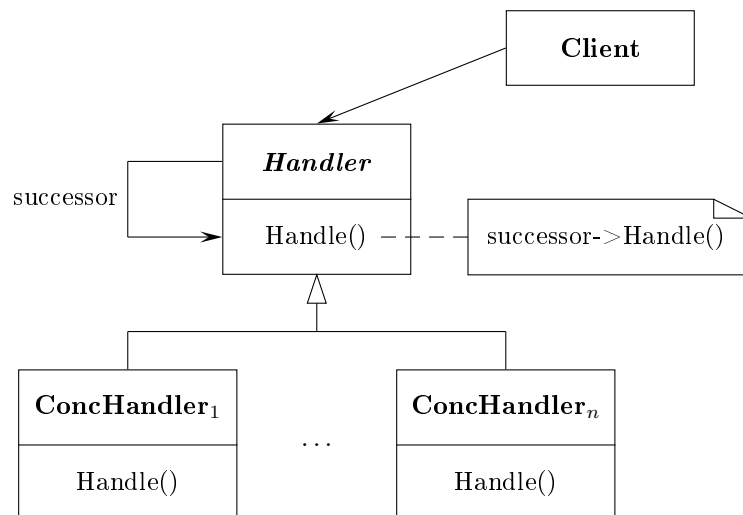 Client
Handler
successor
Handle()
successor->Handle()
ConcHandler₁
ConcHandlerₙ
...
Handle()
Handle()